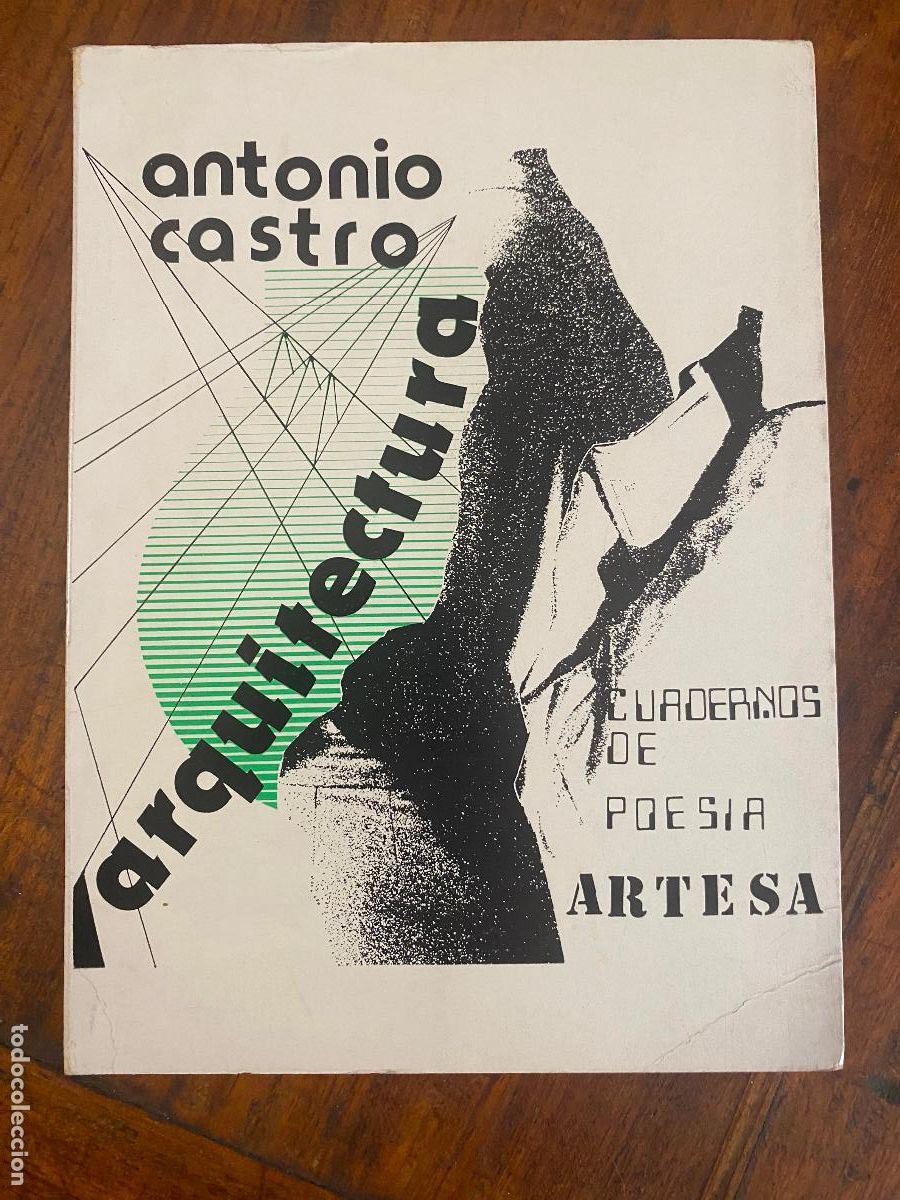 antonio
castro
arquitectura
CUADERNOS
DE
POESIA
ARTESA
todocoleccion